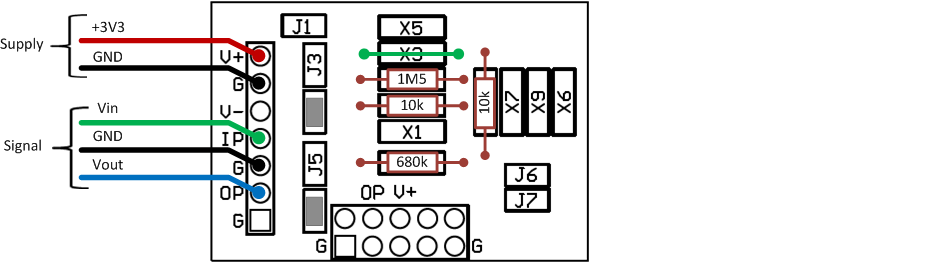 Supply
+3V3
GND
Signal
Vin
GND
Vout
V+
G
V-
IP
G
OP
G
J1
J3
J5
X5
X3
1M5
10k
X1
680k
10k
X7
X9
X6
J6
J7
OP V+
G
G